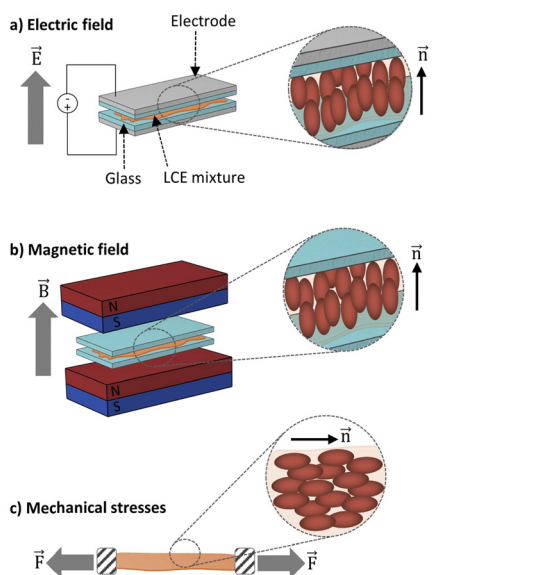 a) Electric field
Electrode
E⃗
n⃗
-
+
Glass
LCE mixture
b) Magnetic field
n⃗
B⃗
N
S
N
S
n⃗
c) Mechanical stresses
F⃗
F⃗